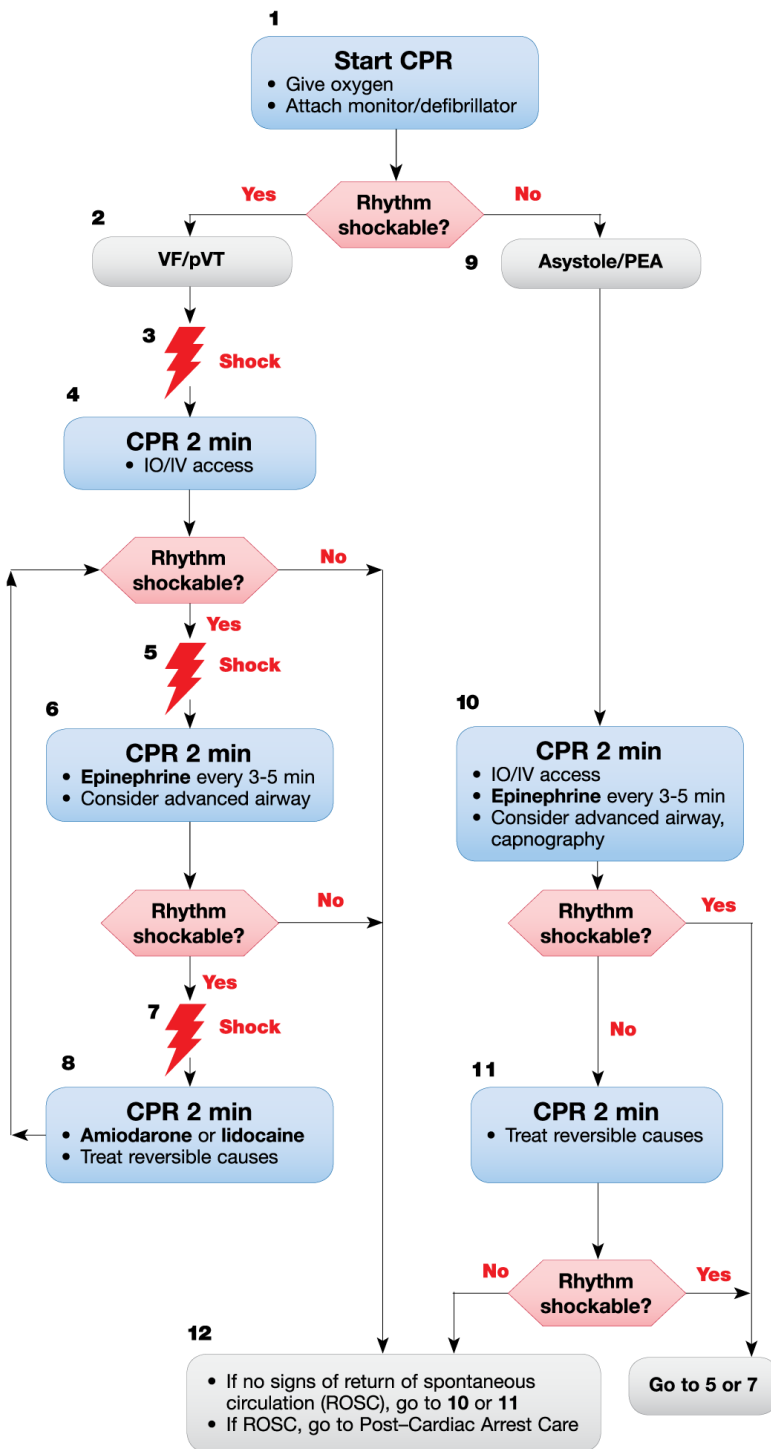 1
Start CPR
• Give oxygen
• Attach monitor/defibrillator
Rhythm
shockable?
Yes
No
2
VF/pVT
9
Asystole/PEA
3
Shock
4
CPR 2 min
• IO/IV access
Rhythm
shockable?
No
Yes
5
Shock
6
CPR 2 min
• Epinephrine every 3-5 min
• Consider advanced airway
10
CPR 2 min
• IO/IV access
• Epinephrine every 3-5 min
• Consider advanced airway,
capnography
Rhythm
shockable?
No
Yes
Rhythm
shockable?
Yes
No
7
Shock
8
CPR 2 min
• Amiodarone or lidocaine
• Treat reversible causes
11
CPR 2 min
• Treat reversible causes
Rhythm
shockable?
No
Yes
12
• If no signs of return of spontaneous
circulation (ROSC), go to 10 or 11
• If ROSC, go to Post–Cardiac Arrest Care
Go to 5 or 7